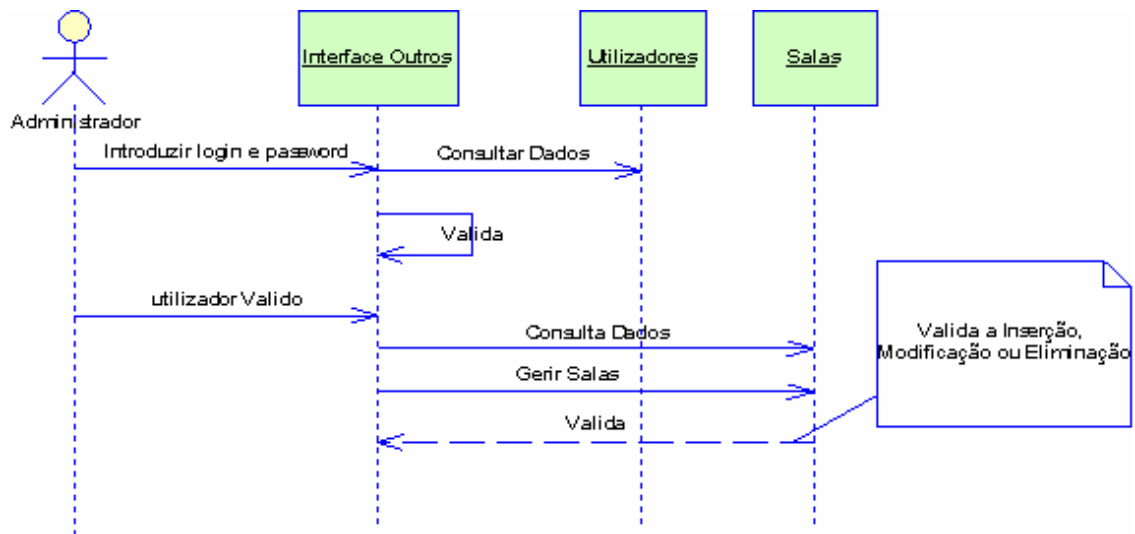 Interface Outros
Utilizadores
Salas
Administrador
Introduzir login e password
Consultar Dados
Valida
utilizador Valido
Consulta Dados
Valida a Inserção,
Modificação ou Eliminação
Gerir Salas
Valida